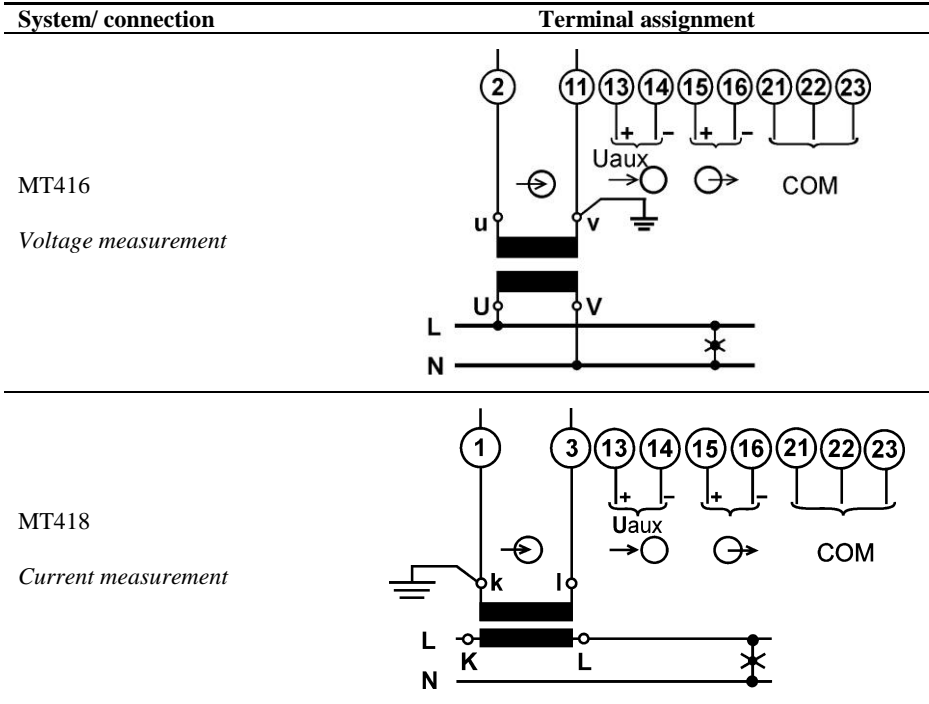 System/ connection Terminal assignment
2 11 13 14 15 16 21 22 23
+ − + −
Uaux
MT416 COM
u v
Voltage measurement
U V
L
N
1 3 13 14 15 16 21 22 23
+ − + −
MT418 Uaux
COM
Current measurement k l
L
K L
N